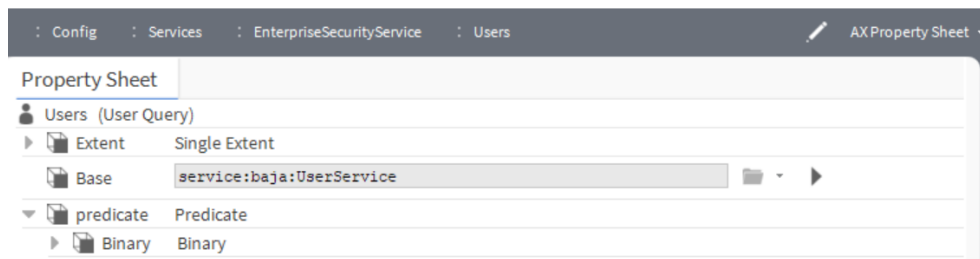 : Config : Services : EnterpriseSecurityService : Users AX Property Sheet
Property Sheet
Users (User Query)
Extent Single Extent
Base service:baja:UserService
predicate Predicate
Binary Binary